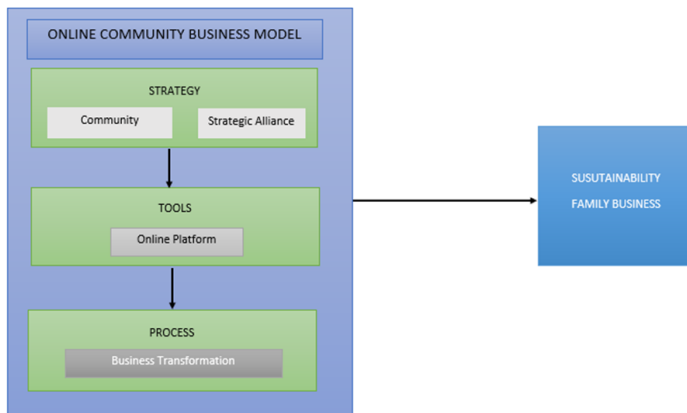 ONLINE COMMUNITY BUSINESS MODEL
STRATEGY
Community
Strategic Alliance
TOOLS
Online Platform
PROCESS
Business Transformation
SUSUTAINABILITY
FAMILY BUSINESS